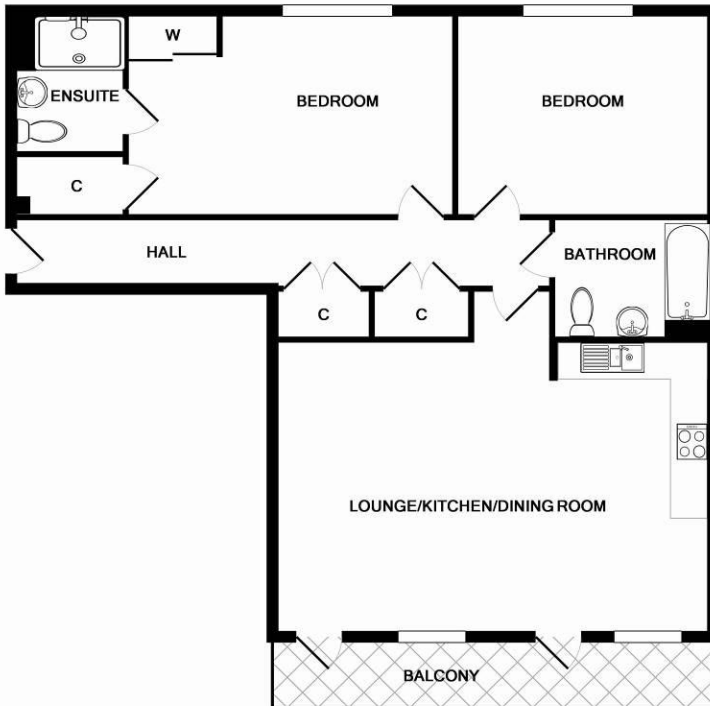 W
ENSUITE
BEDROOM
BEDROOM
C
HALL
BATHROOM
C
C
LOUNGE/KITCHEN/DINING ROOM
BALCONY